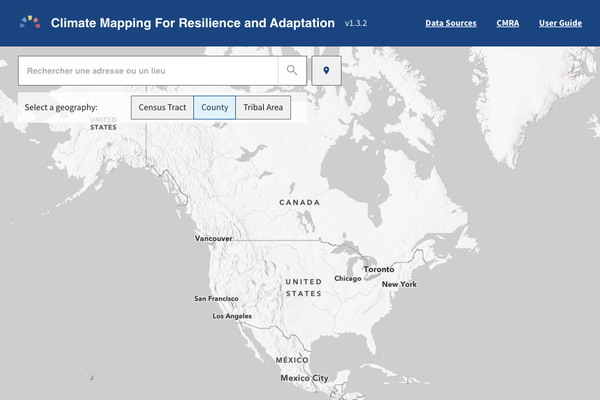 Climate Mapping For Resilience and Adaptation v1.3.2 Data Sources CMRA User Guide
Rechercher une adresse ou un lieu
Select a geography: Census Tract County Tribal Area
UNITED
STATES
CANADA
Vancouver
Toronto
Chicago
UNITED
STATES
New York
San Francisco
Los Angeles
MÉXICO
Mexico City